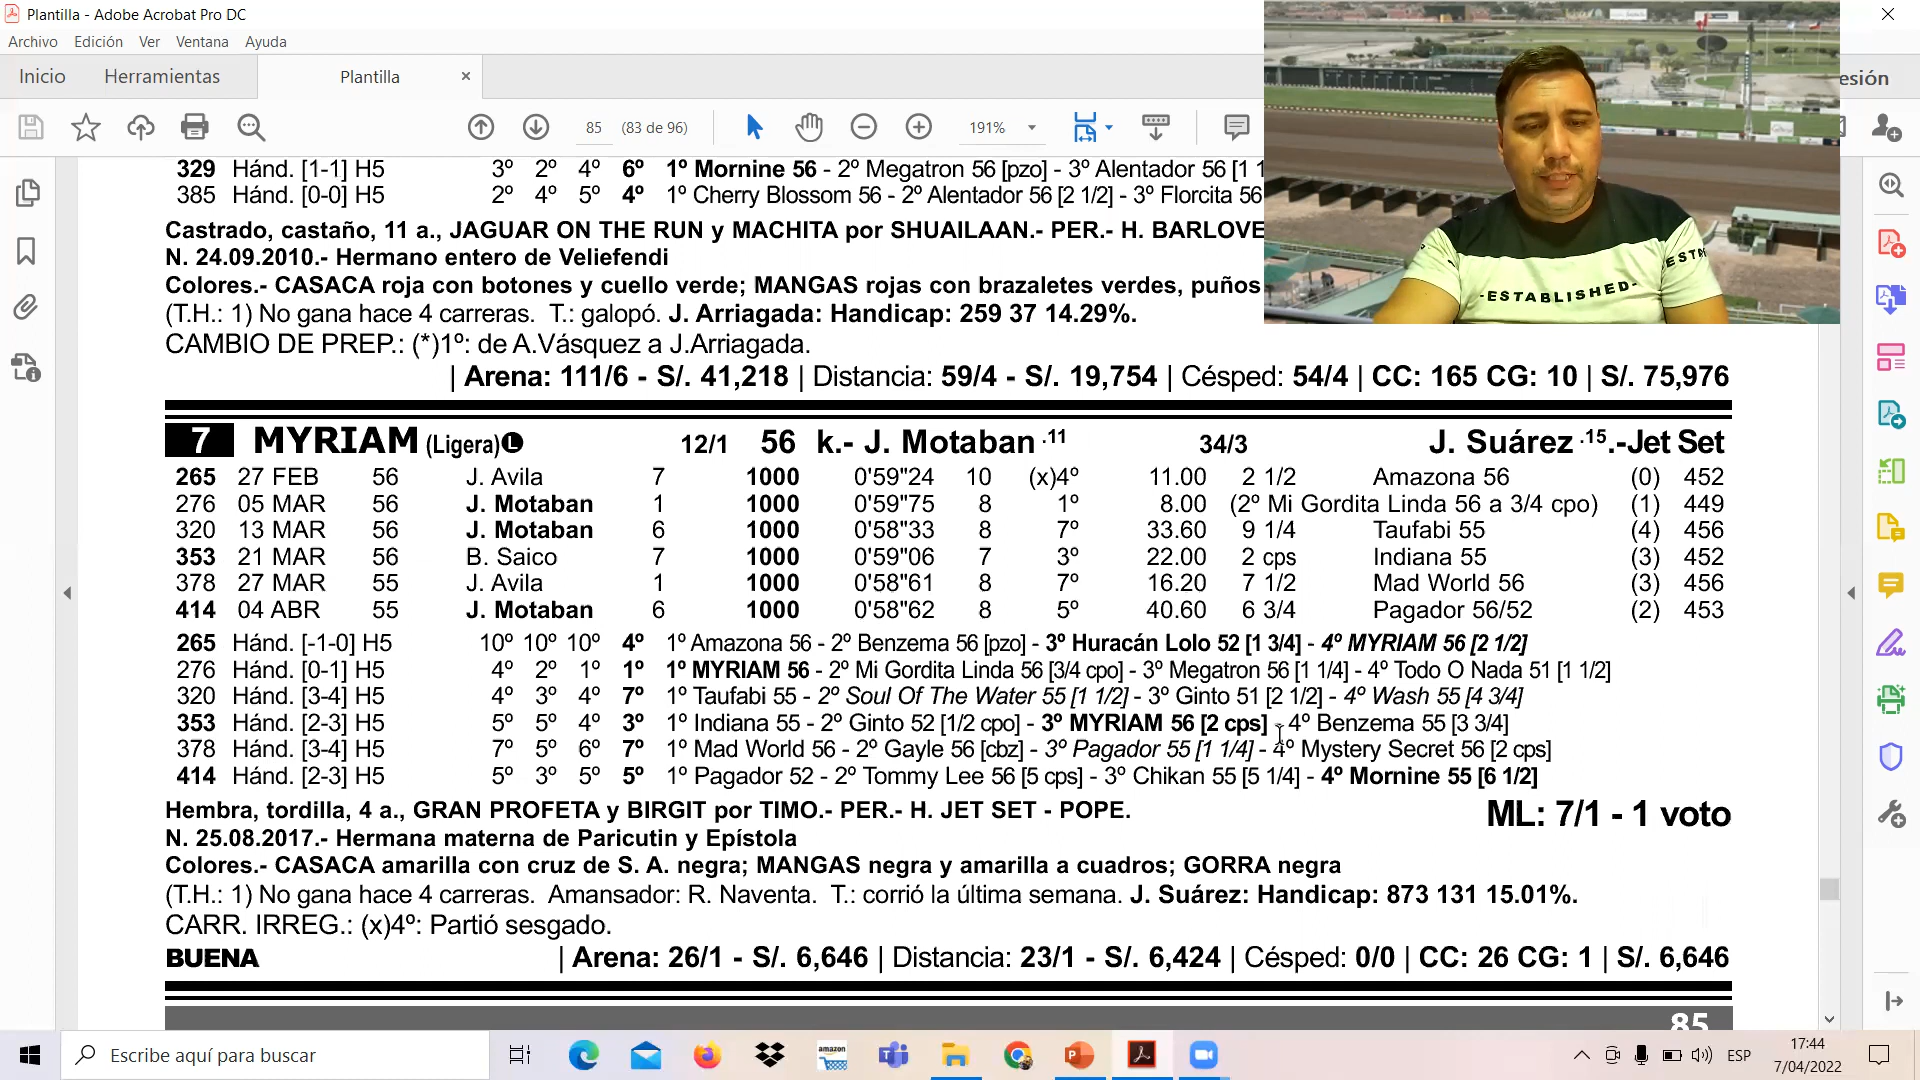 Plantilla - Adobe Acrobat Pro DC
Archivo Edición Ver Ventana Ayuda
Inicio Herramientas Plantilla × esión
85 (83 de 96) 191%
329 Hánd. [1-1] H5 3º 2º 4º 6º 1º Mornine 56 - 2º Megatron 56 [pzo] - 3º Alentador 56 [1
385 Hánd. [0-0] H5 2º 4º 5º 4º 1º Cherry Blossom 56 - 2º Alentador 56 [2 1/2] - 3º Florcita 56
Castrado, castaño, 11 a., JAGUAR ON THE RUN y MACHITA por SHUAILAAN.- PER.- H. BARLOVE
N. 24.09.2010.- Hermano entero de Veliefendi
Colores.- CASACA roja con botones y cuello verde; MANGAS rojas con brazaletes verdes, puños
(T.H.: 1) No gana hace 4 carreras. T.: galopó. J. Arriagada: Handicap: 259 37 14.29%.
CAMBIO DE PREP.: (*)1º: de A.Vásquez a J.Arriagada.
| Arena: 111/6 - S/. 41,218 | Distancia: 59/4 - S/. 19,754 | Césped: 54/4 | CC: 165 CG: 10 | S/. 75,976
-ESTABLISHED-
7 MYRIAM (Ligera) L 12/1 56 k.- J. Motaban .11 34/3 J. Suárez .15.-Jet Set
265 27 FEB 56 J. Avila 7 1000 0'59"24 10 (x)4º 11.00 2 1/2 Amazona 56 (0) 452
276 05 MAR 56 J. Motaban 1 1000 0'59"75 8 1º 8.00 (2º Mi Gordita Linda 56 a 3/4 cpo) (1) 449
320 13 MAR 56 J. Motaban 6 1000 0'58"33 8 7º 33.60 9 1/4 Taufabi 55 (4) 456
353 21 MAR 56 B. Saico 7 1000 0'59"06 7 3º 22.00 2 cps Indiana 55 (3) 452
378 27 MAR 55 J. Avila 1 1000 0'58"61 8 7º 16.20 7 1/2 Mad World 56 (3) 456
414 04 ABR 55 J. Motaban 6 1000 0'58"62 8 5º 40.60 6 3/4 Pagador 56/52 (2) 453
265 Hánd. [-1-0] H5 10º 10º 10º 4º 1º Amazona 56 - 2º Benzema 56 [pzo] - 3º Huracán Lolo 52 [1 3/4] - 4º MYRIAM 56 [2 1/2]
276 Hánd. [0-1] H5 4º 2º 1º 1º 1º MYRIAM 56 - 2º Mi Gordita Linda 56 [3/4 cpo] - 3º Megatron 56 [1 1/4] - 4º Todo O Nada 51 [1 1/2]
320 Hánd. [3-4] H5 4º 3º 4º 7º 1º Taufabi 55 - 2º Soul Of The Water 55 [1 1/2] - 3º Ginto 51 [2 1/2] - 4º Wash 55 [4 3/4]
353 Hánd. [2-3] H5 5º 5º 4º 3º 1º Indiana 55 - 2º Ginto 52 [1/2 cpo] - 3º MYRIAM 56 [2 cps] - 4º Benzema 55 [3 3/4]
378 Hánd. [3-4] H5 7º 5º 6º 7º 1º Mad World 56 - 2º Gayle 56 [cbz] - 3º Pagador 55 [1 1/4] - 4º Mystery Secret 56 [2 cps]
414 Hánd. [2-3] H5 5º 3º 5º 5º 1º Pagador 52 - 2º Tommy Lee 56 [5 cps] - 3º Chikan 55 [5 1/4] - 4º Mornine 55 [6 1/2]
Hembra, tordilla, 4 a., GRAN PROFETA y BIRGIT por TIMO.- PER.- H. JET SET - POPE.
ML: 7/1 - 1 voto
N. 25.08.2017.- Hermana materna de Paricutin y Epístola
Colores.- CASACA amarilla con cruz de S. A. negra; MANGAS negra y amarilla a cuadros; GORRA negra
(T.H.: 1) No gana hace 4 carreras. Amansador: R. Naventa. T.: corrió la última semana. J. Suárez: Handicap: 873 131 15.01%.
CARR. IRREG.: (x)4º: Partió sesgado.
BUENA | Arena: 26/1 - S/. 6,646 | Distancia: 23/1 - S/. 6,424 | Césped: 0/0 | CC: 26 CG: 1 | S/. 6,646
85
Escribe aquí para buscar
amazon
ESP
17:44
7/04/2022